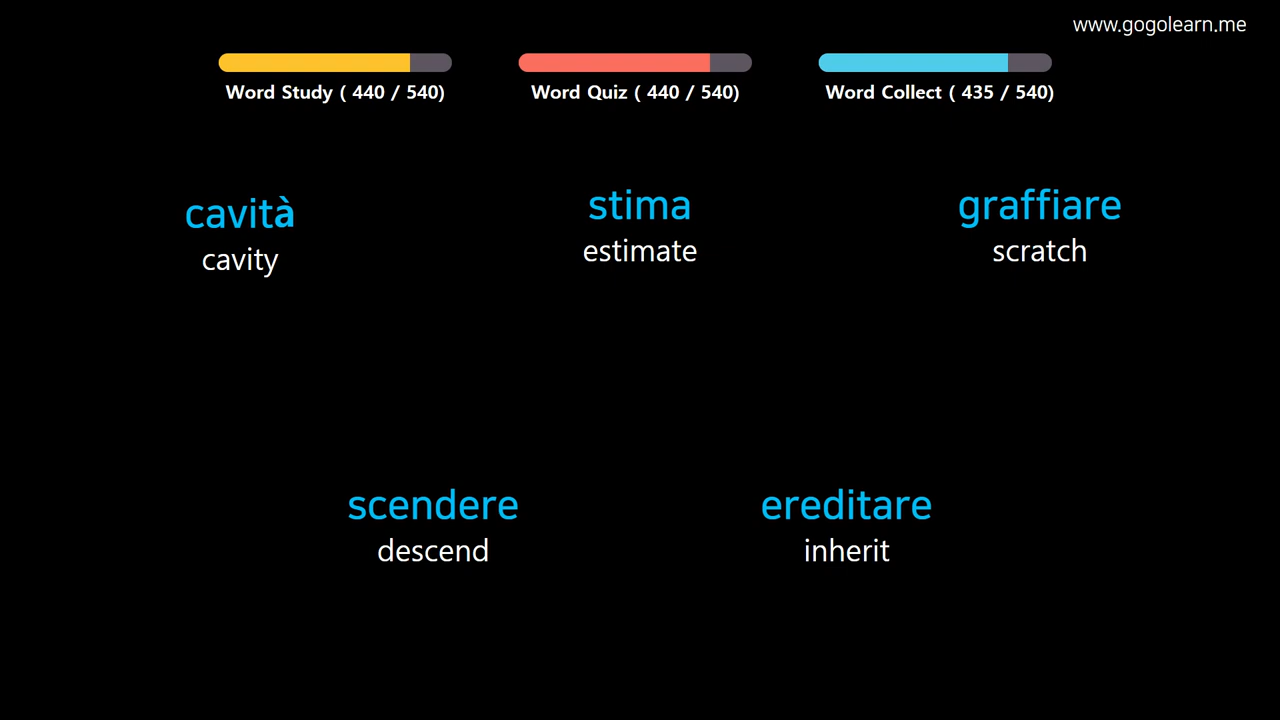 www.gogolearn.me
Word Study ( 440 / 540)
Word Quiz ( 440 / 540)
Word Collect ( 435 / 540)
cavità
cavity
stima
estimate
graffiare
scratch
scendere
descend
ereditare
inherit